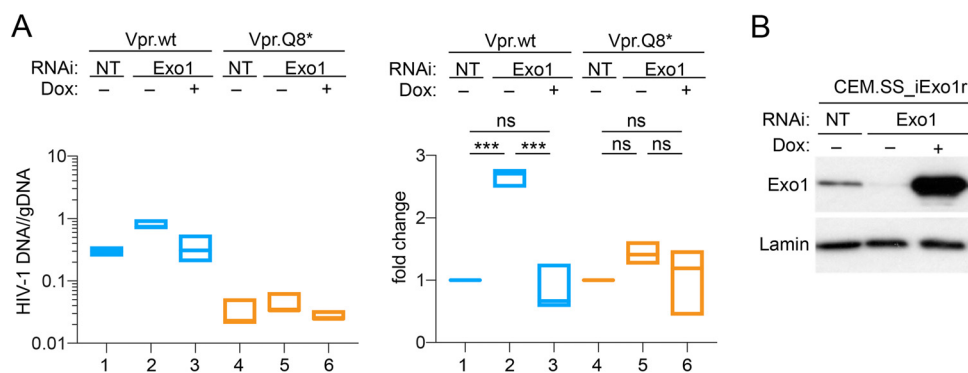 A
Vpr.wt Vpr.Q8*
RNAi: NT Exo1 NT Exo1
Dox: – – + – – +
HIV-1 DNA//gDNA
10
1
0.1
0.01
1 2 3 4 5 6
Vpr.wt Vpr.Q8*
RNAi: NT Exo1 NT Exo1
Dox: – – + – – +
ns ns
*** *** ns ns
fold change
3
2
1
0
1 2 3 4 5 6
B
CEM.SS_iExo1r
RNAi: NT Exo1
Dox: – – +
Exo1
Lamin